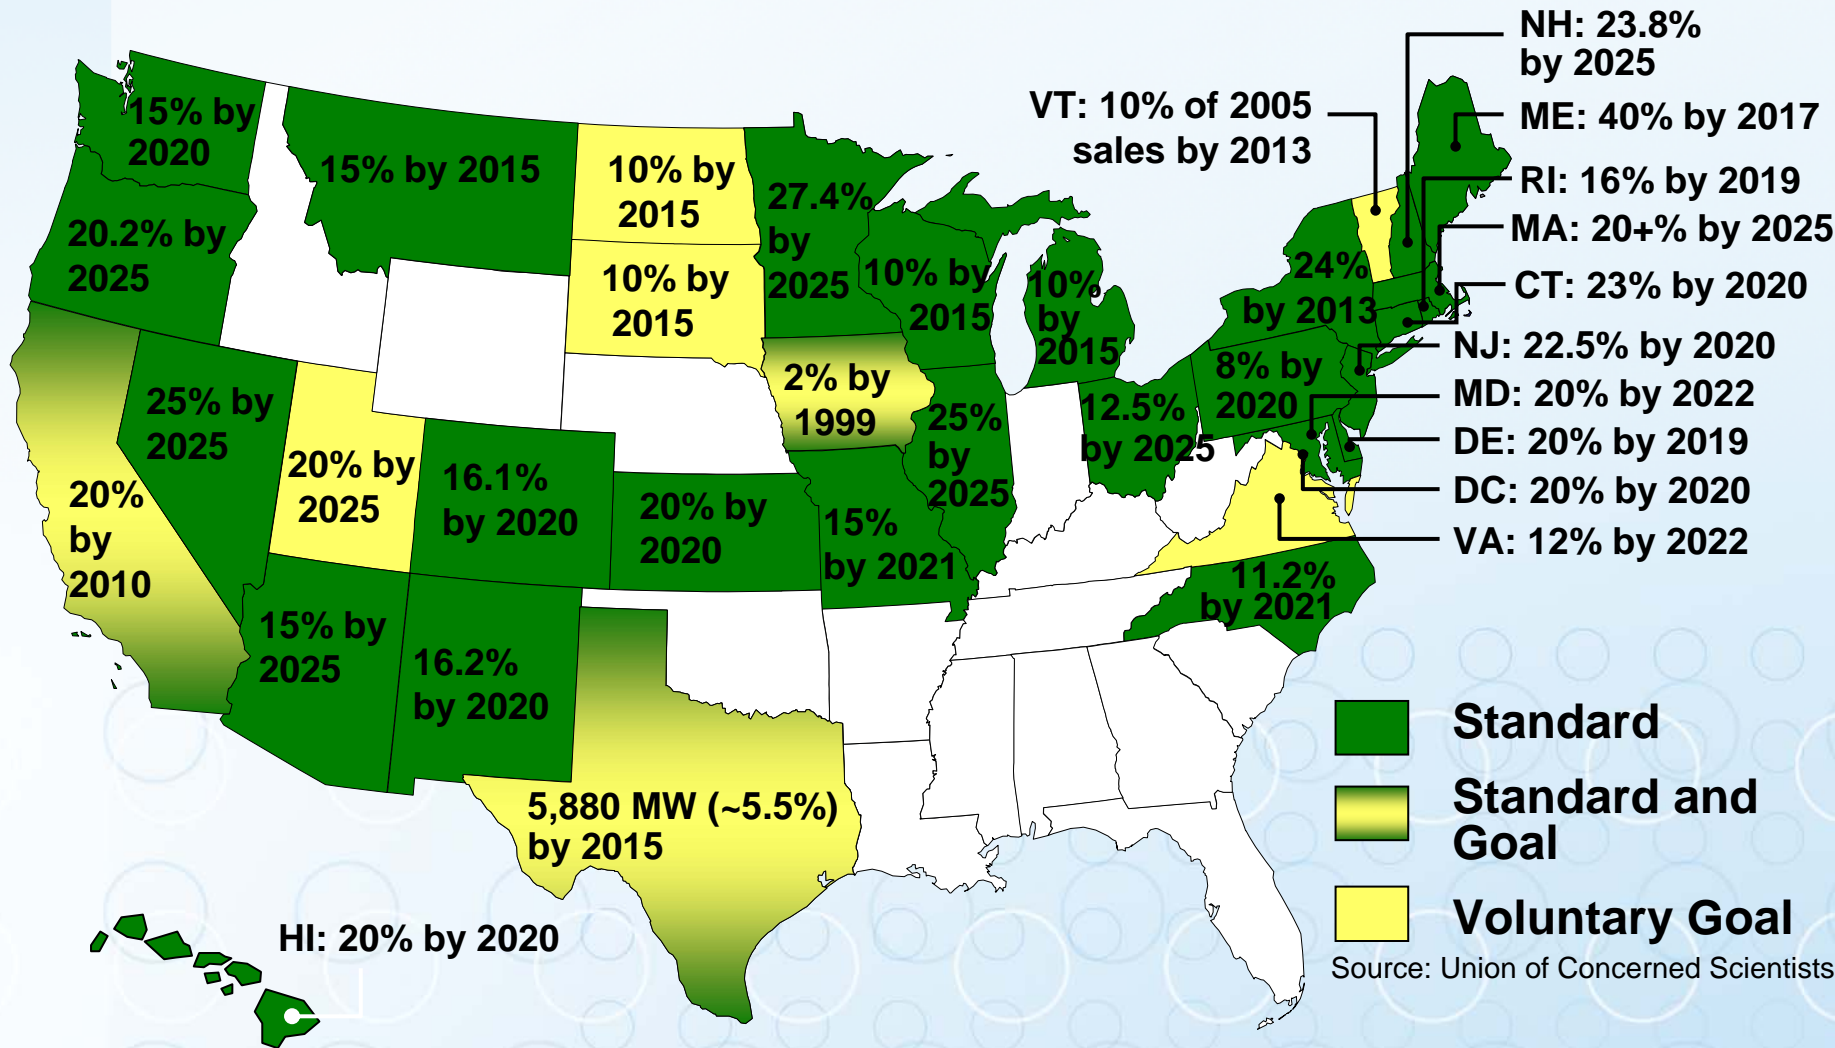 NH: 23.8%
by 2025
VT: 10% of 2005
sales by 2013
ME: 40% by 2017
RI: 16% by 2019
MA: 20+% by 2025
CT: 23% by 2020
NJ: 22.5% by 2020
MD: 20% by 2022
DE: 20% by 2019
DC: 20% by 2020
VA: 12% by 2022
15% by
2020
15% by 2015
10% by
2015
27.4%
by
2025
20.2% by
2025
10% by
2015
10% by
2015
10%
by
2015
24%
by 2013
8% by
2020
2% by
1999
25%
by
2025
12.5%
by 2025
25% by
2025
20% by
2025
16.1%
by 2020
20% by
2020
15%
by 2021
20%
by
2010
11.2%
by 2021
15% by
2025
16.2%
by 2020
5,880 MW (~5.5%)
by 2015
HI: 20% by 2020
Standard
Standard and
Goal
Voluntary Goal
Source: Union of Concerned Scientists